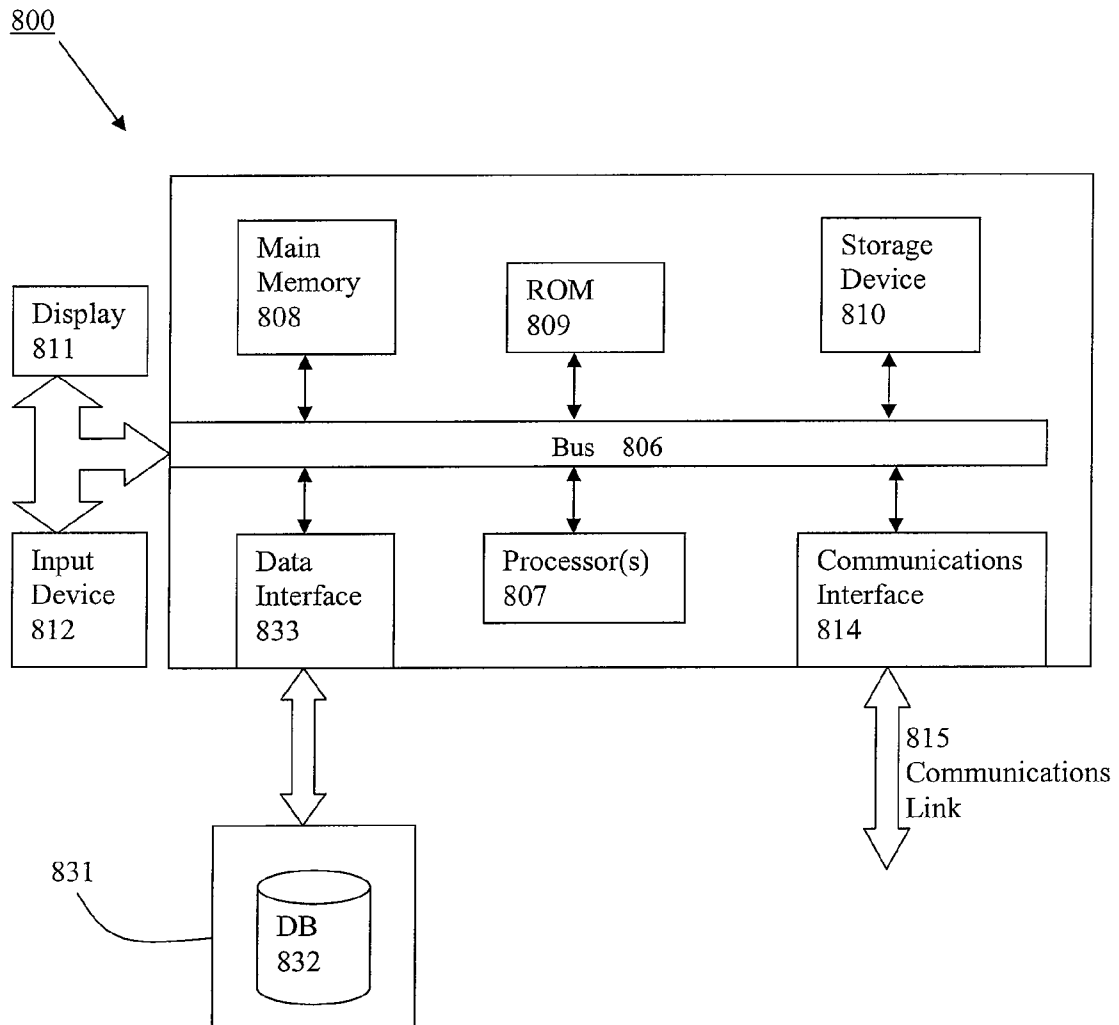 800
Main
Memory
808
ROM
809
Storage
Device
810
Display
811
Bus 806
Input
Device
812
Data
Interface
833
Processor(s)
807
Communications
Interface
814
815
Communications
Link
831
DB
832